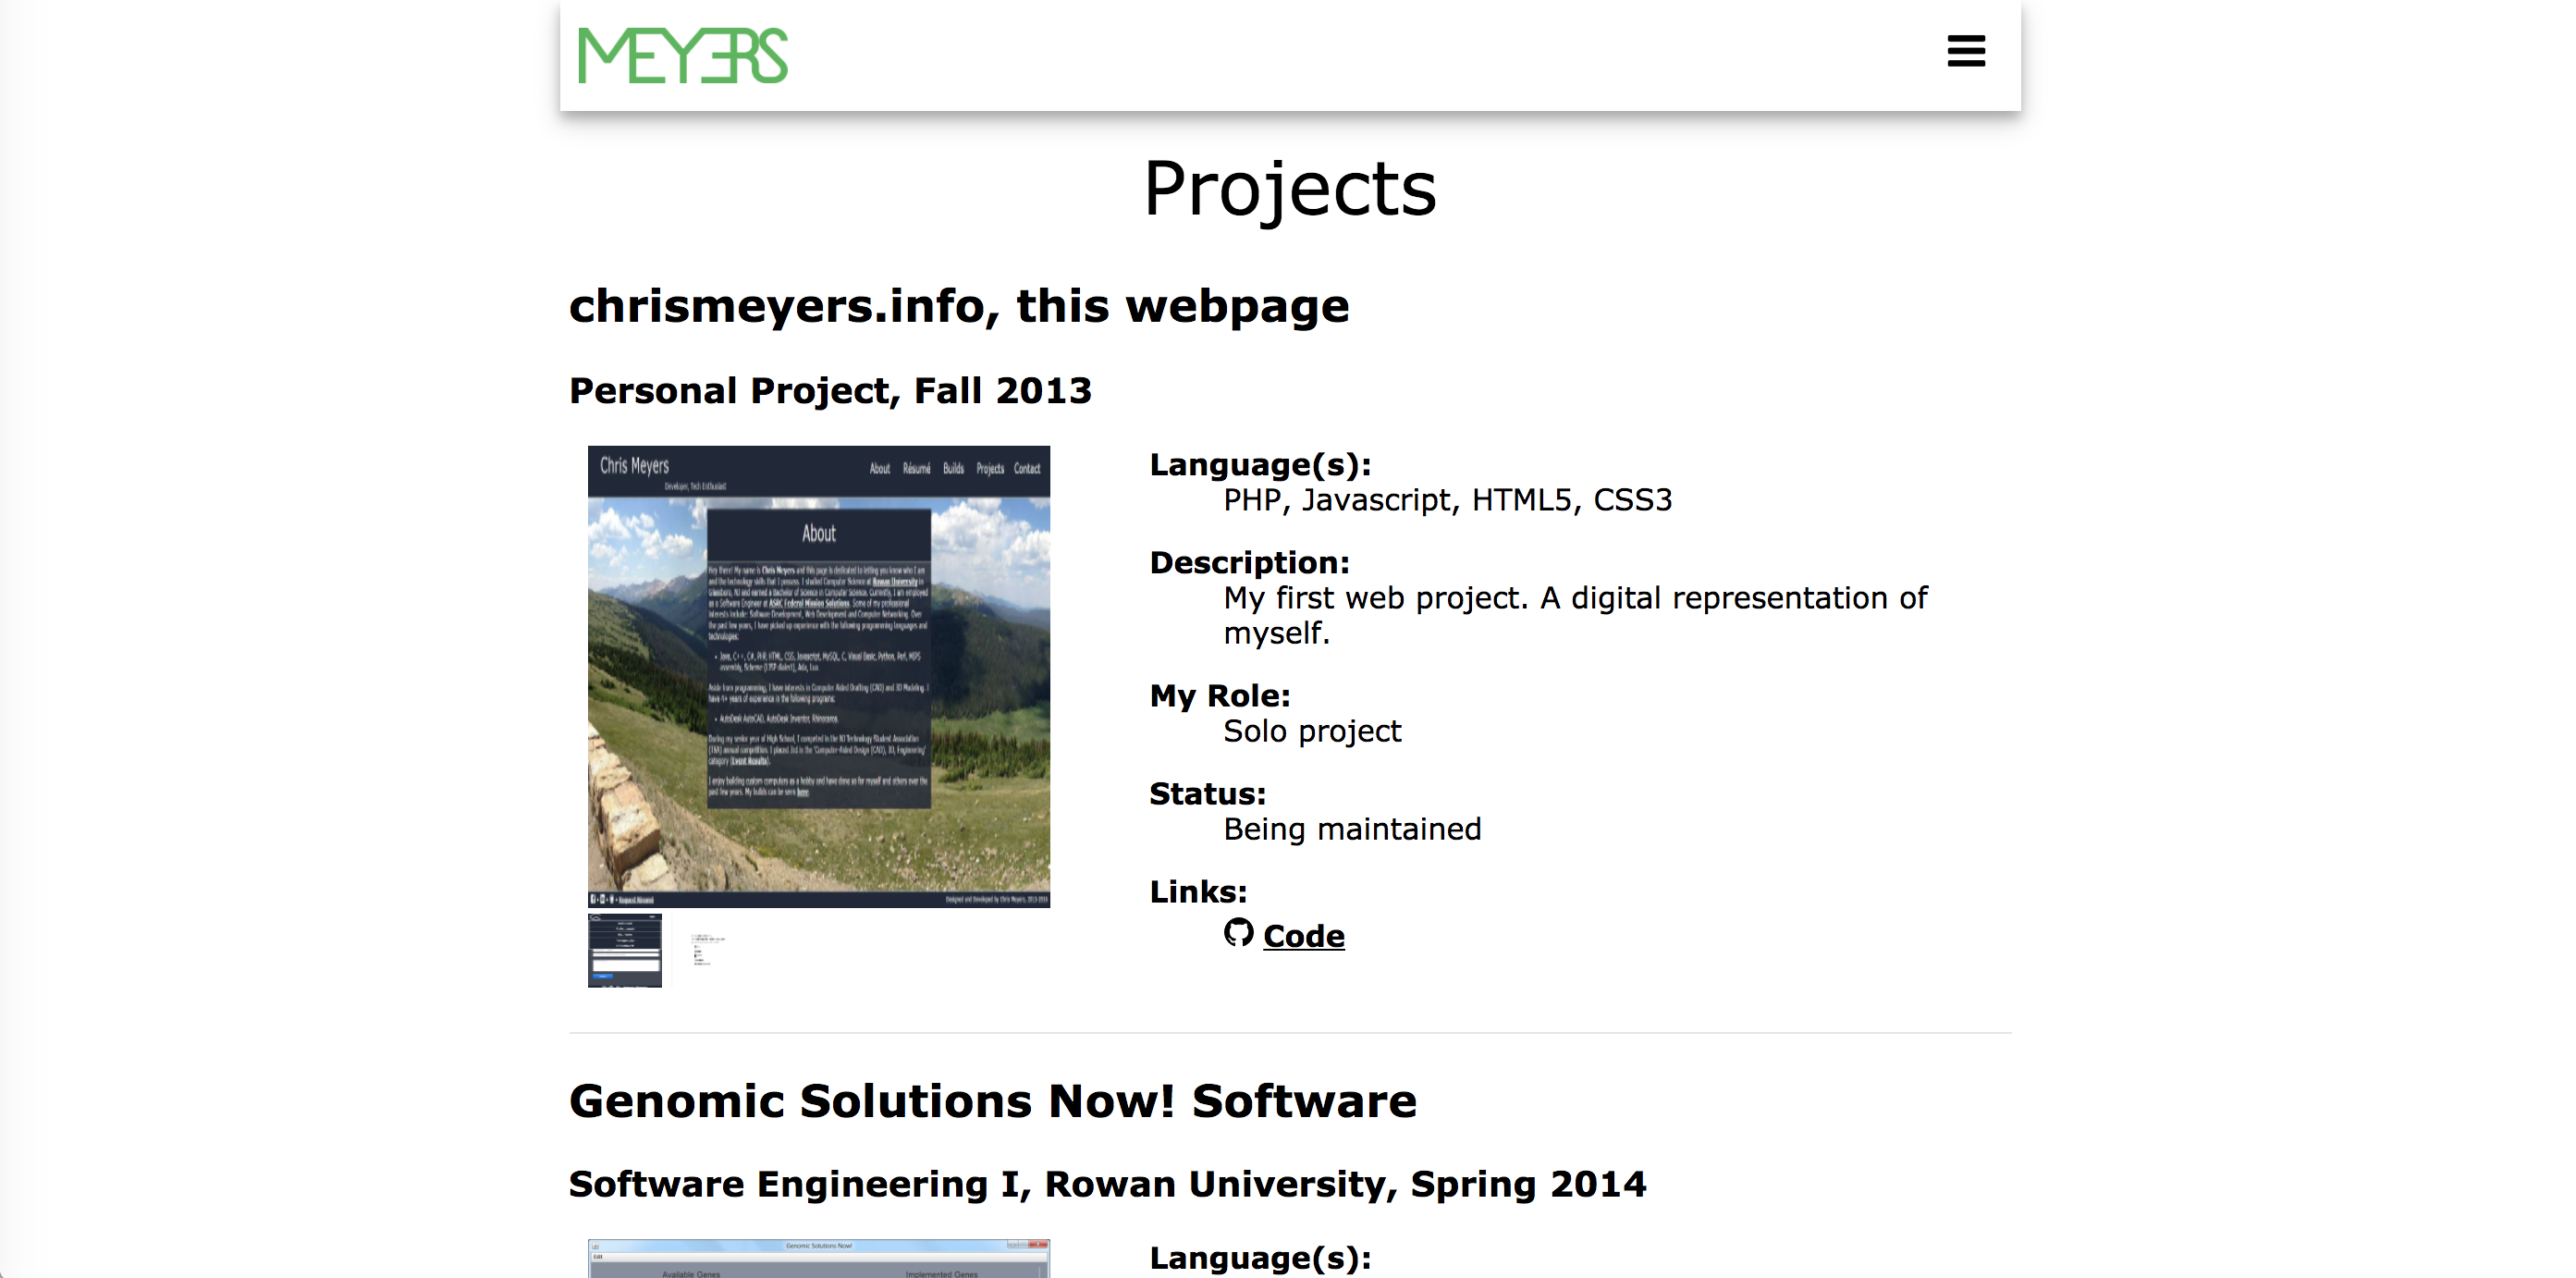 MEYERS
Projects
chrismeyers.info, this webpage
Personal Project, Fall 2013
Chris Meyers
Developer, Tech Enthusiast
About Résumé Builds Projects Contact
About
Hey there! My name is Chris Meyers and this page is dedicated to letting you know who I am
and the technology skills that I possess. I studied Computer Science at Rowan University in
Glassboro, NJ and earned a Bachelor of Science in Computer Science. Currently, I am employed
as a Software Engineer at ASRC Federal Mission Solutions. Some of my professional
interests include: Software Development, Web Development and Computer Networking. Over
the past few years, I have picked up experience with the following programming languages and
technologies:
• Java, C++, C#, PHP, HTML, CSS, Javascript, MySQL, C, Visual Basic, Python, Perl, MIPS
assembly, Scheme (LISP dialect), Ada, Lua.
Aside from programming, I have interests in Computer Aided Drafting (CAD) and 3D Modeling. I
have 4+ years of experience in the following programs:
• AutoDesk AutoCAD, AutoDesk Inventor, Rhinoceros.
During my senior year of High School, I competed in the NJ Technology Student Association
(TSA) annual competition. I placed 3rd in the 'Computer-Aided Design (CAD), 3D, Engineering'
category (Event Results).
I enjoy building custom computers as a hobby and have done so for myself and others over the
past few years. My builds can be seen here.
Request Résumé
Designed and Developed by Chris Meyers, 2013-2015
Language(s):
PHP, Javascript, HTML5, CSS3
Description:
My first web project. A digital representation of
myself.
My Role:
Solo project
Status:
Being maintained
Links:
Code
Genomic Solutions Now! Software
Software Engineering I, Rowan University, Spring 2014
Genomic Solutions Now!
Edit
Available Genes
Implemented Genes
Language(s):